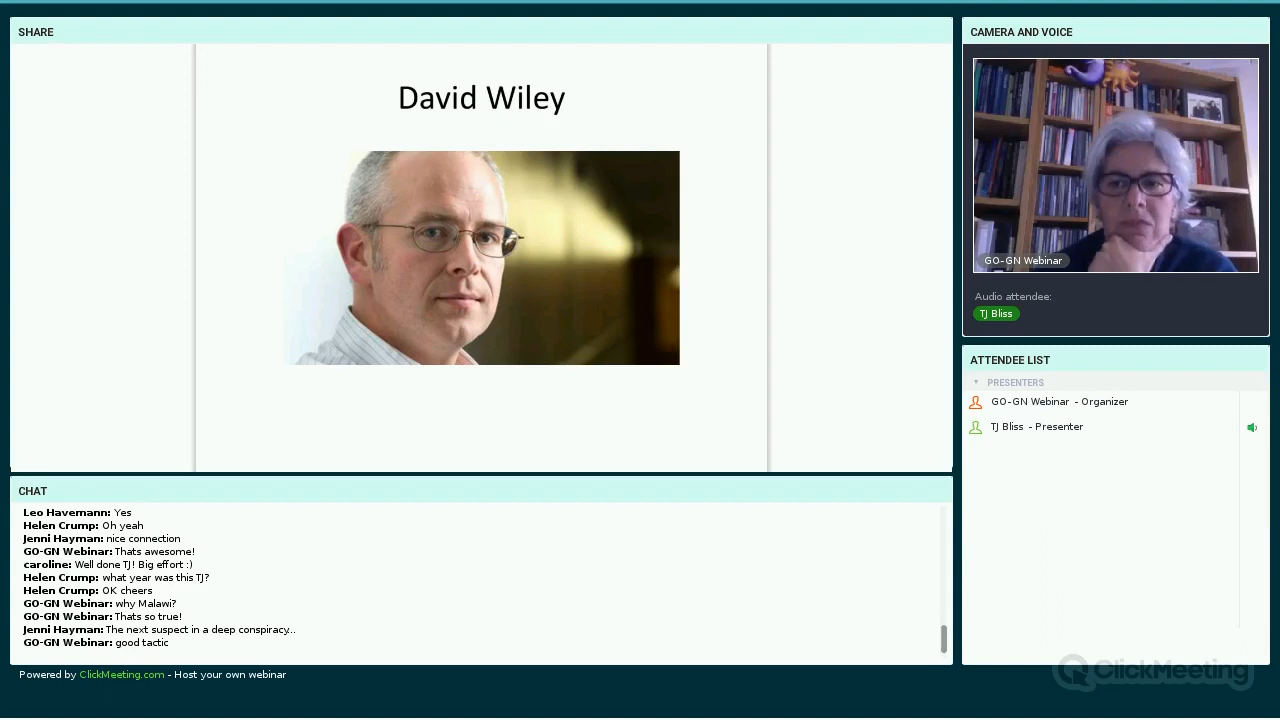 SHARE
David Wiley
CAMERA AND VOICE
GO-GN Webinar
Audio attendee:
TJ Bliss
ATTENDEE LIST
PRESENTERS
GO-GN Webinar - Organizer
TJ Bliss - Presenter
CHAT
Leo Havemann: Yes
Helen Crump: Oh yeah
Jenni Hayman: nice connection
GO-GN Webinar: Thats awesome!
caroline: Well done TJ! Big effort :)
Helen Crump: what year was this TJ?
Helen Crump: OK cheers
GO-GN Webinar: why Malawi?
GO-GN Webinar: Thats so true!
Jenni Hayman: The next suspect in a deep conspiracy...
GO-GN Webinar: good tactic
Powered by ClickMeeting.com - Host your own webinar
ClickMeeting